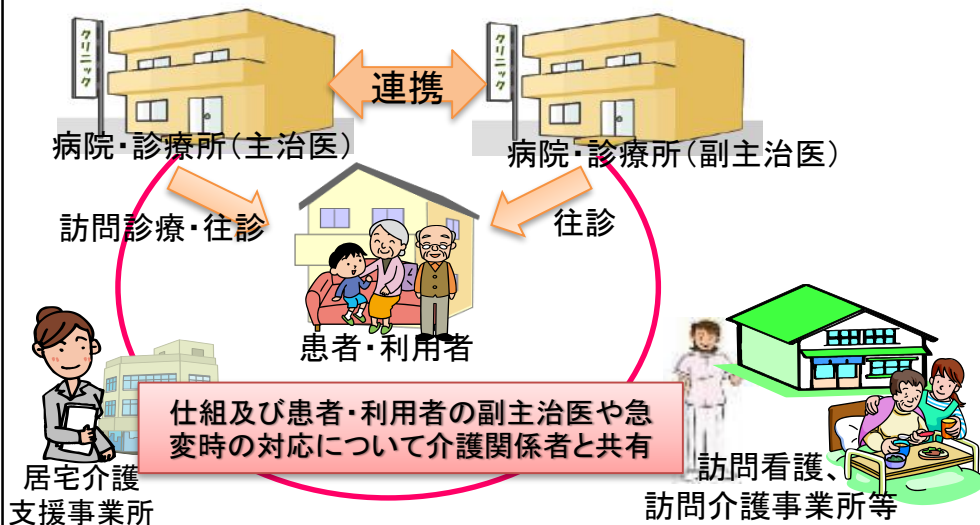 クリニック
クリニック
連携
病院・診療所(主治医)
病院・診療所(副主治医)
訪問診療・往診
往診
患者・利用者
仕組及び患者・利用者の副主治医や急
変時の対応について介護関係者と共有
居宅介護
支援事業所
訪問看護、
訪問介護事業所等